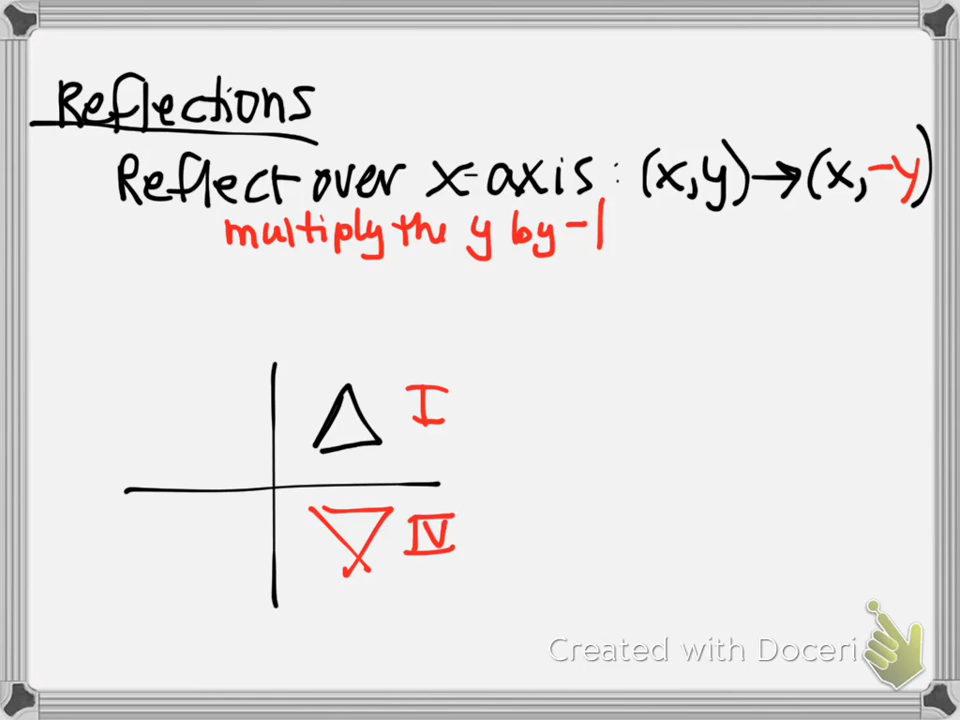 Reflections
Reflect over x-axis : (x,y)→(x,-y)
multiply the y by -1
I
IV
Created with Doceri